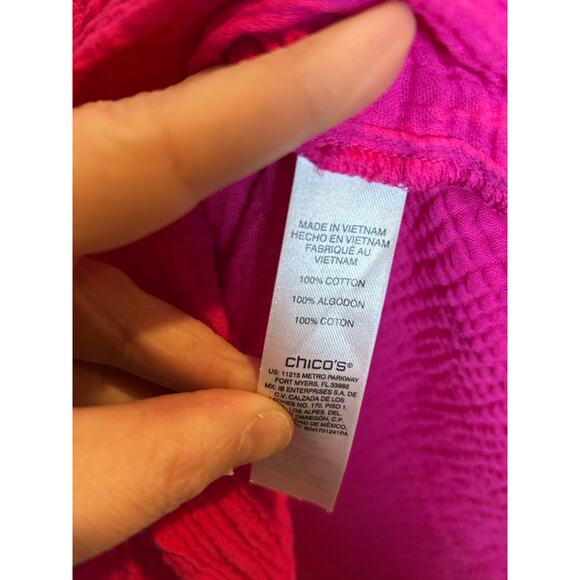 MADE IN VIETNAM
HECHO EN VIETNAM
FABRIQUÉ AU
VIETNAM
100% COTTON
100% ALGODÓN
100% COTON
chico's®
US: 11215 METRO PARKWAY
FORT MYERS, FL 33966
MX: IB ENTERPRISES S.A. DE
C.V. CALZADA DE LOS
NO. 170, PISO 1,
LOS ALPES, DEL.
OBREGÓN, C.P.
DE MÉXICO,